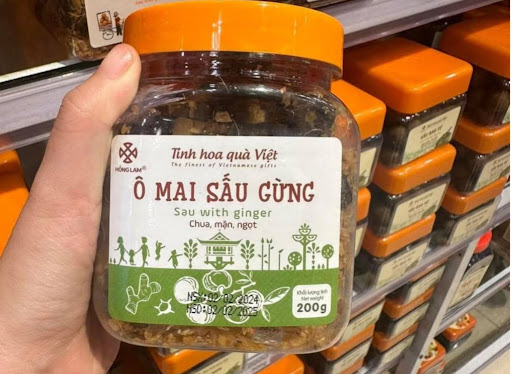 HỒNG LAM®
Tinh hoa quà Việt
The finest of Vietnamese gifts
Ô MAI SẤU GỪNG
Sau with ginger
Chua, mặn, ngọt
Khối lượng tịnh
Net weight
200g
NSX:02 02 2024
HSD:02 02 2025